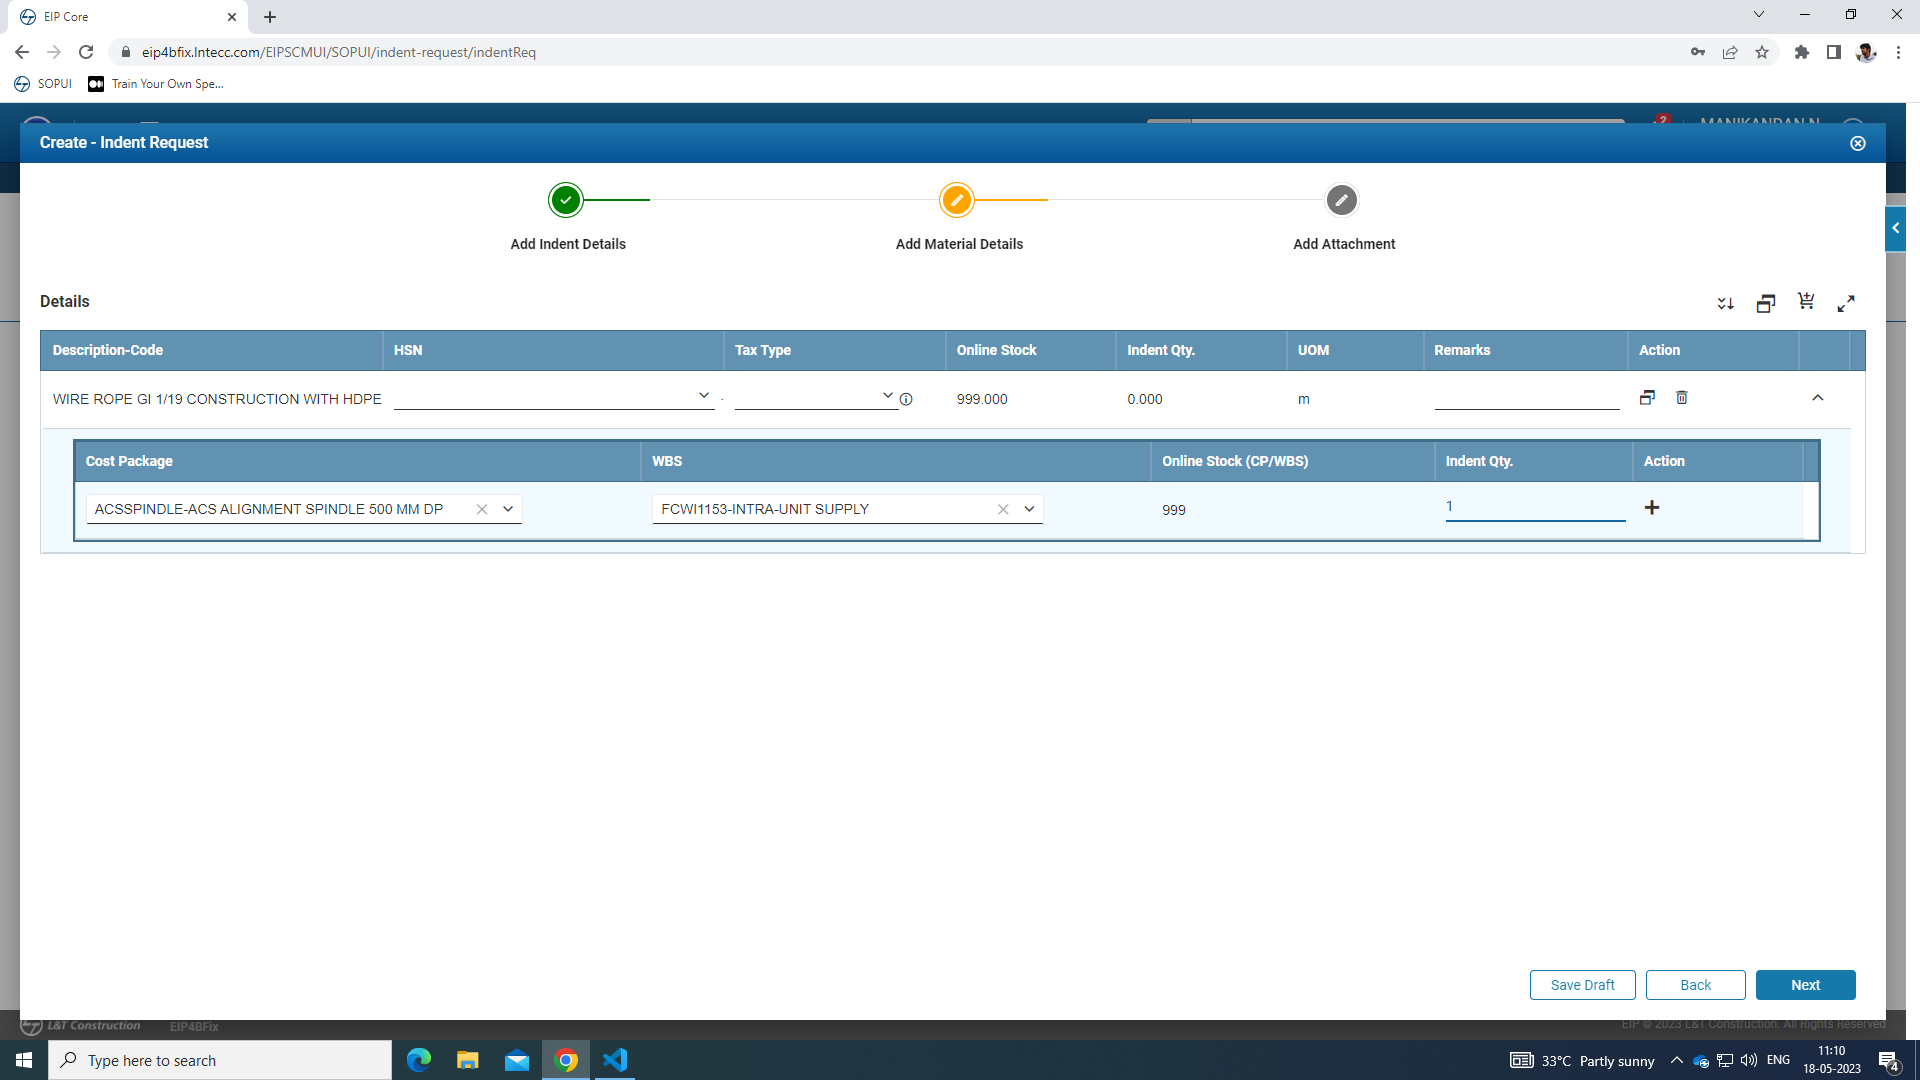 EIP Core
eip4bfix.lntecc.com/EIPSCMUI/SOPUI/indent-request/indentReq
SOPUI Train Your Own Spe...
2
MANIKANDAN N
Create - Indent Request
Add Indent Details Add Material Details Add Attachment
Details
Description-Code HSN Tax Type Online Stock Indent Qty. UOM Remarks Action
WIRE ROPE GI 1/19 CONSTRUCTION WITH HDPE 999.000 0.000 m
Cost Package WBS Online Stock (CP/WBS) Indent Qty. Action
ACSSPINDLE-ACS ALIGNMENT SPINDLE 500 MM DP FCWI1153-INTRA-UNIT SUPPLY 999 1
Save Draft Back Next
L&T Construction EIP4BFix EIP © 2023 L&T Construction. All Rights Reserved
Type here to search 33°C Partly sunny ENG 11:10
18-05-2023 4